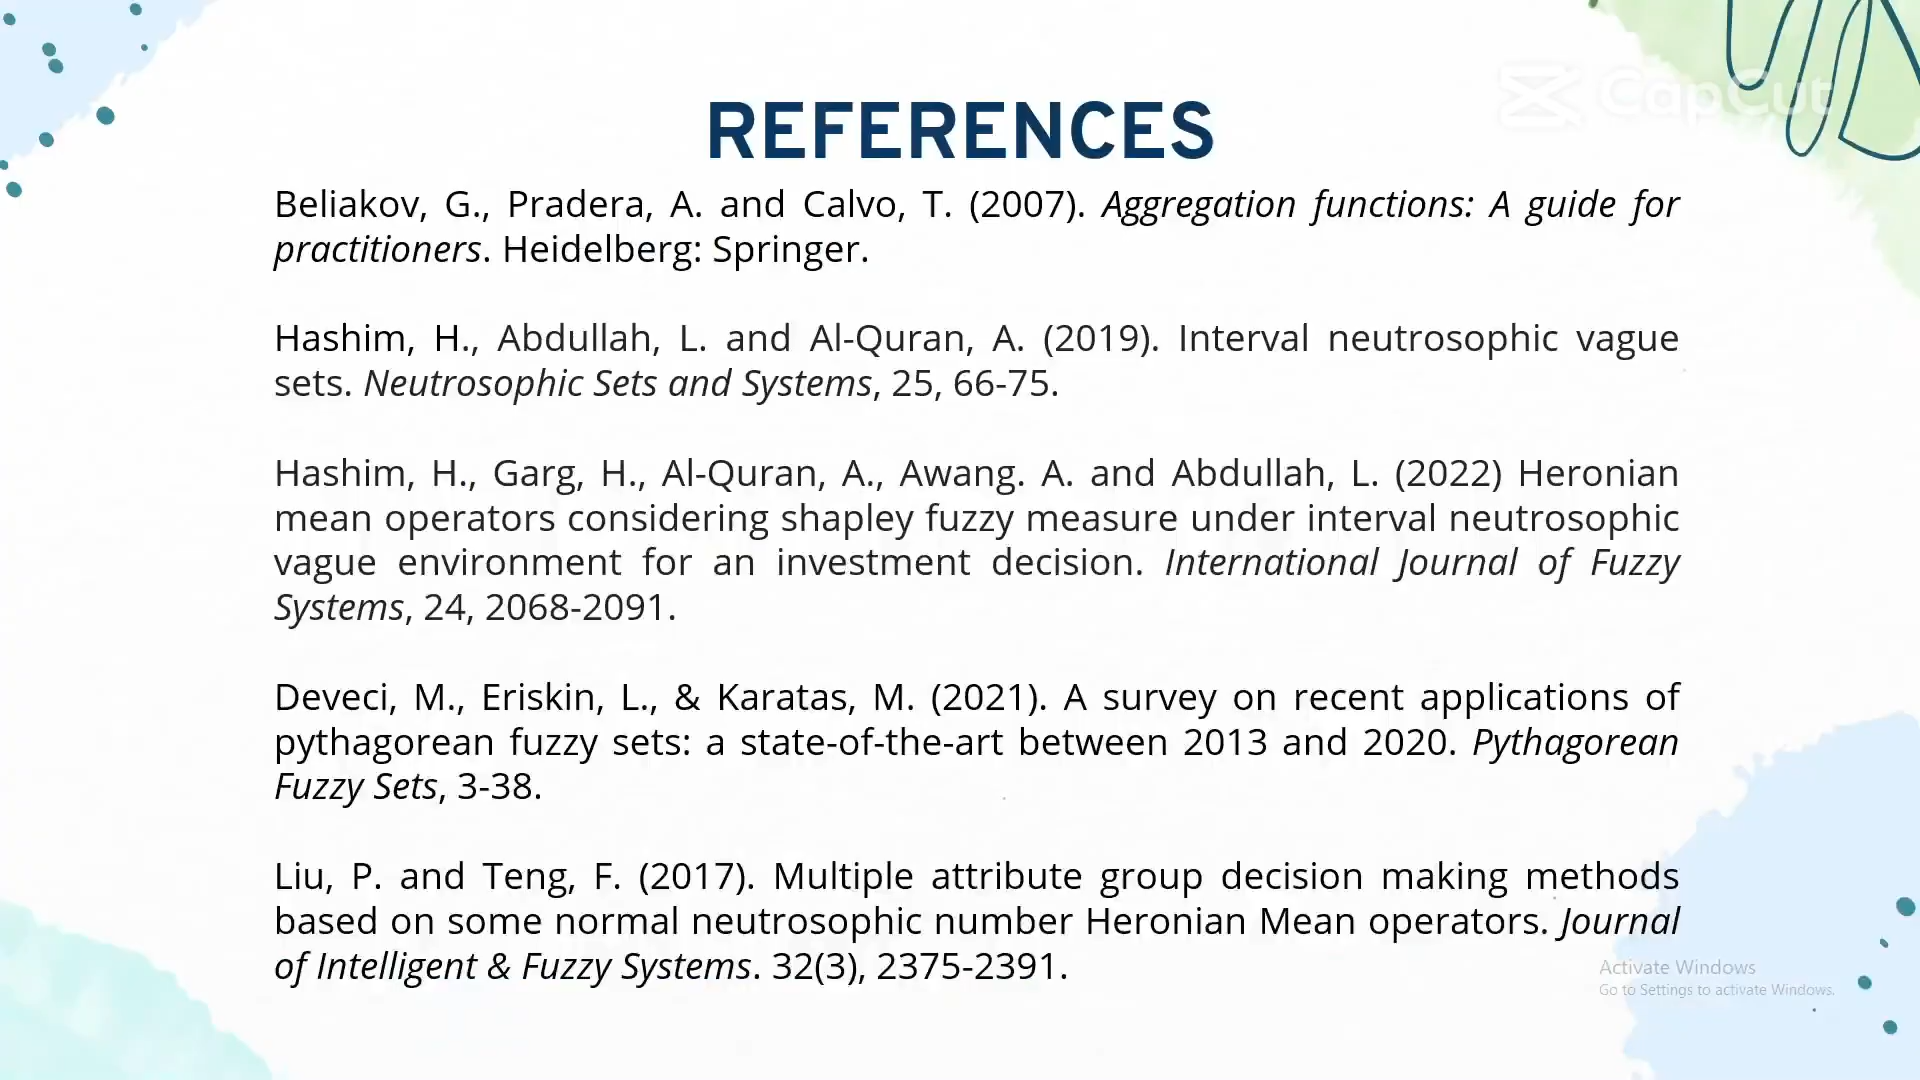 CapCut
REFERENCES
Beliakov, G., Pradera, A. and Calvo, T. (2007). Aggregation functions: A guide for
practitioners. Heidelberg: Springer.
Hashim, H., Abdullah, L. and Al-Quran, A. (2019). Interval neutrosophic vague
sets. Neutrosophic Sets and Systems, 25, 66-75.
Hashim, H., Garg, H., Al-Quran, A., Awang. A. and Abdullah, L. (2022) Heronian
mean operators considering shapley fuzzy measure under interval neutrosophic
vague environment for an investment decision. International Journal of Fuzzy
Systems, 24, 2068-2091.
Deveci, M., Eriskin, L., & Karatas, M. (2021). A survey on recent applications of
pythagorean fuzzy sets: a state-of-the-art between 2013 and 2020. Pythagorean
Fuzzy Sets, 3-38.
Liu, P. and Teng, F. (2017). Multiple attribute group decision making methods
based on some normal neutrosophic number Heronian Mean operators. Journal
of Intelligent & Fuzzy Systems. 32(3), 2375-2391.
Activate Windows
Go to Settings to activate Windows.